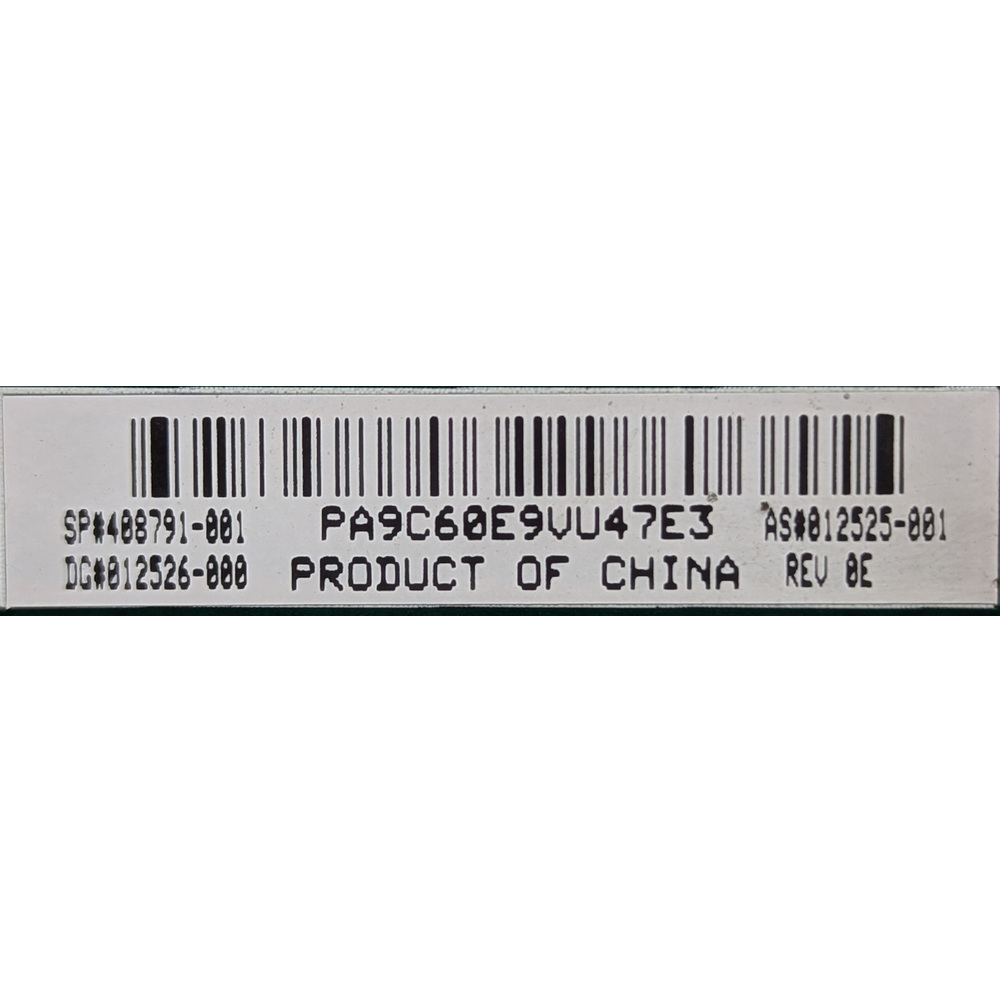 SP#408791-001 PA9C60E9VU47E3 AS#012525-001
DG#012526-000 PRODUCT OF CHINA REV 0E